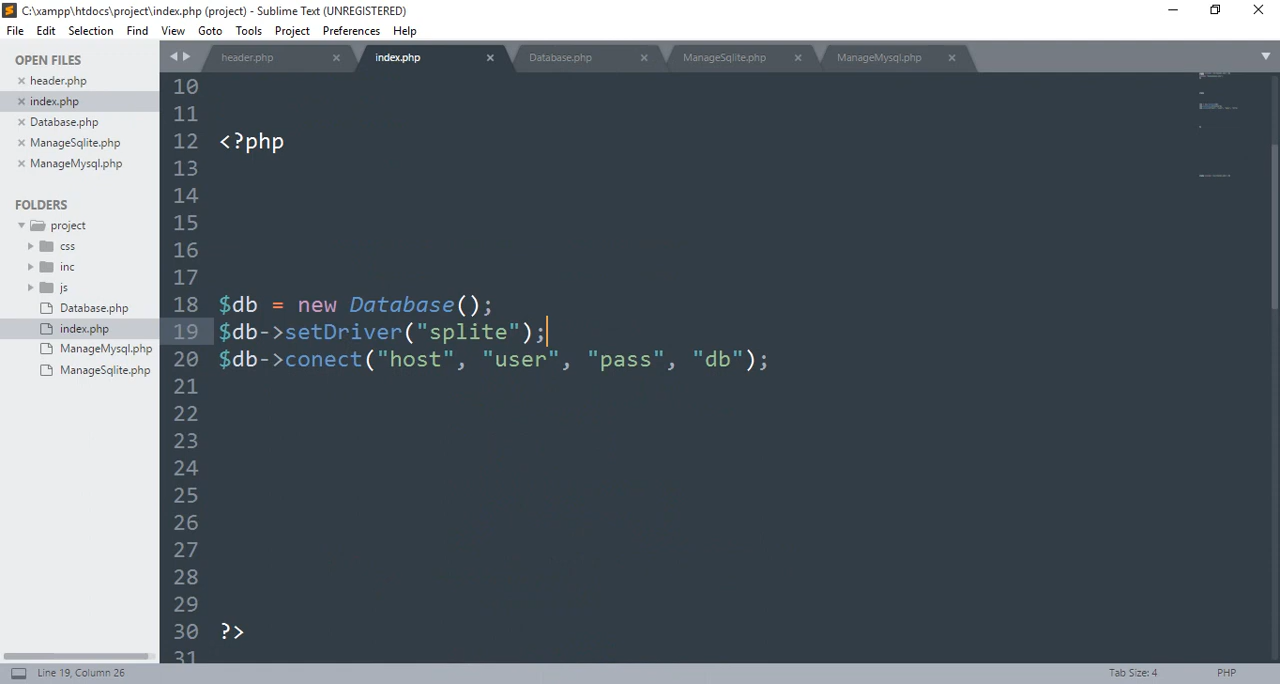 C:\xampp\htdocs\project\index.php (project) - Sublime Text (UNREGISTERED)
File Edit Selection Find View Goto Tools Project Preferences Help
OPEN FILES
header.php
index.php
Database.php
ManageSqlite.php
ManageMysql.php
FOLDERS
project
css
inc
js
Database.php
index.php
ManageMysql.php
ManageSqlite.php
header.php index.php Database.php ManageSqlite.php ManageMysql.php
10
11
12 <?php
13
14
15
16
17
18 $db = new Database();
19 $db->setDriver("splite");
20 $db->conect("host", "user", "pass", "db");
21
22
23
24
25
26
27
28
29
30 ?>
31
Line 19, Column 26 Tab Size: 4 PHP